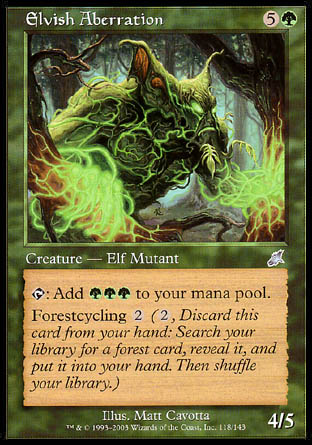 Elvish Aberration 5
Creature — Elf Mutant
: Add to your mana pool.
Forestcycling 2 (2, Discard this
card from your hand: Search your
library for a forest card, reveal it, and
put it into your hand. Then shuffle
your library.)
Illus. Matt Cavotta
4/5
™ & © 1993–2003 Wizards of the Coast, Inc. 118/143